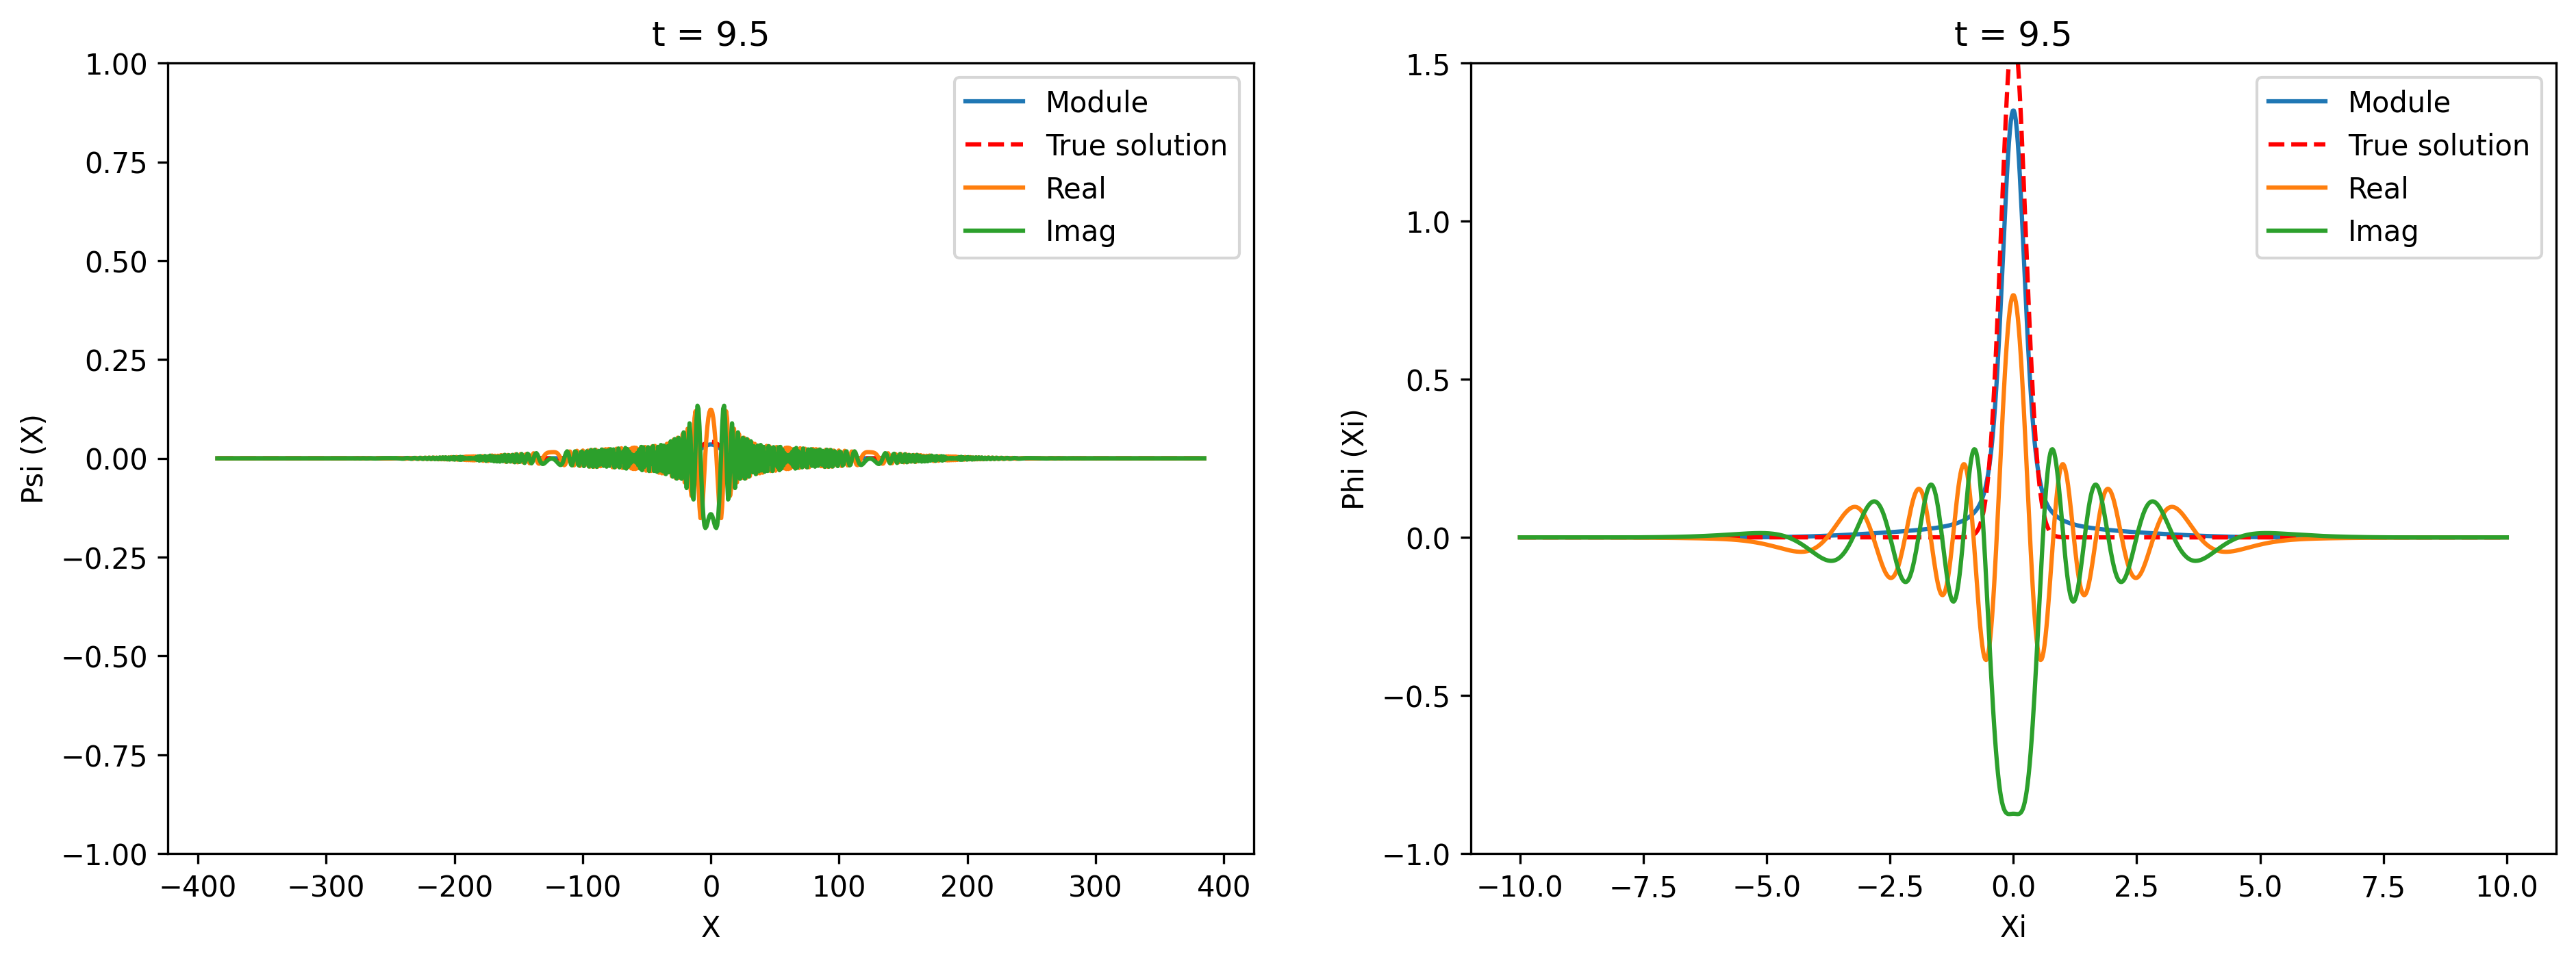 t = 9.5
1.00
0.75
0.50
0.25
0.00
−0.25
−0.50
−0.75
−1.00
Psi (X)
−400
−300
−200
−100
0
100
200
300
400
X
Module
True solution
Real
Imag
t = 9.5
1.5
1.0
0.5
0.0
−0.5
−1.0
Phi (Xi)
−10.0
−7.5
−5.0
−2.5
0.0
2.5
5.0
7.5
10.0
Xi
Module
True solution
Real
Imag